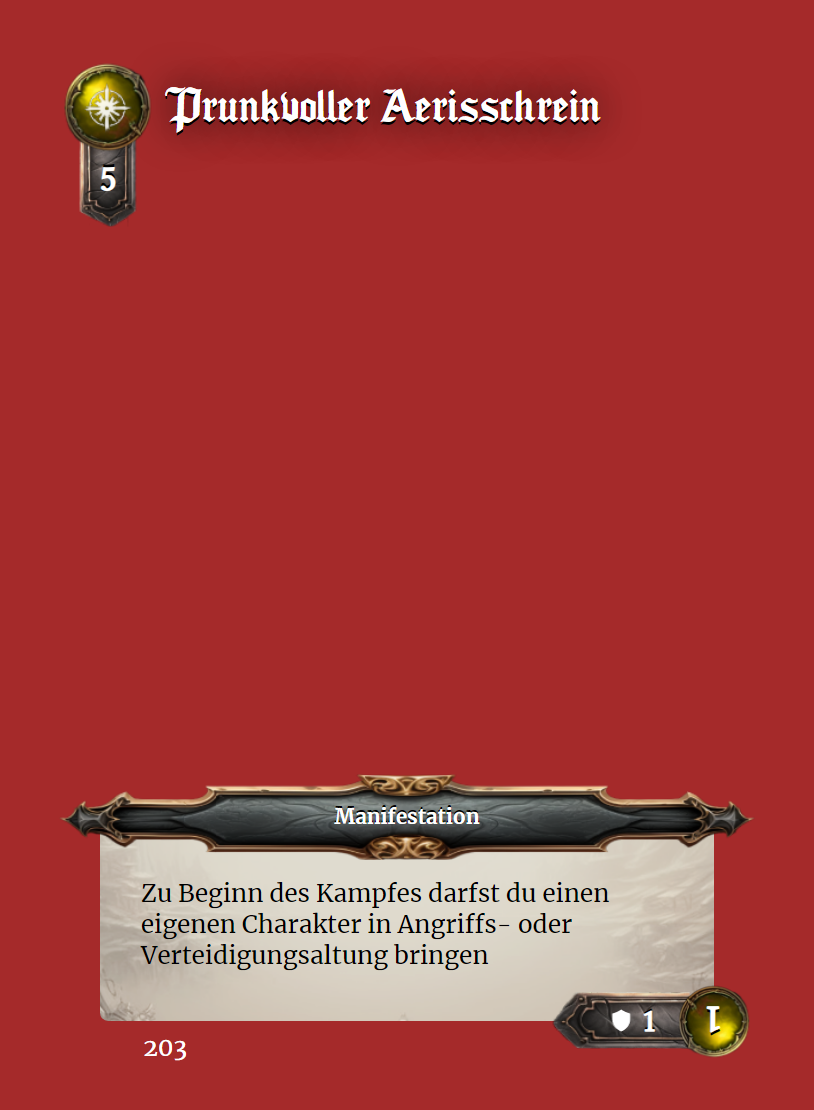 Prunkvoller Aerisschrein
5
Manifestation
Zu Beginn des Kampfes darfst du einen
eigenen Charakter in Angriffs- oder
Verteidigungsaltung bringen
1
1
203